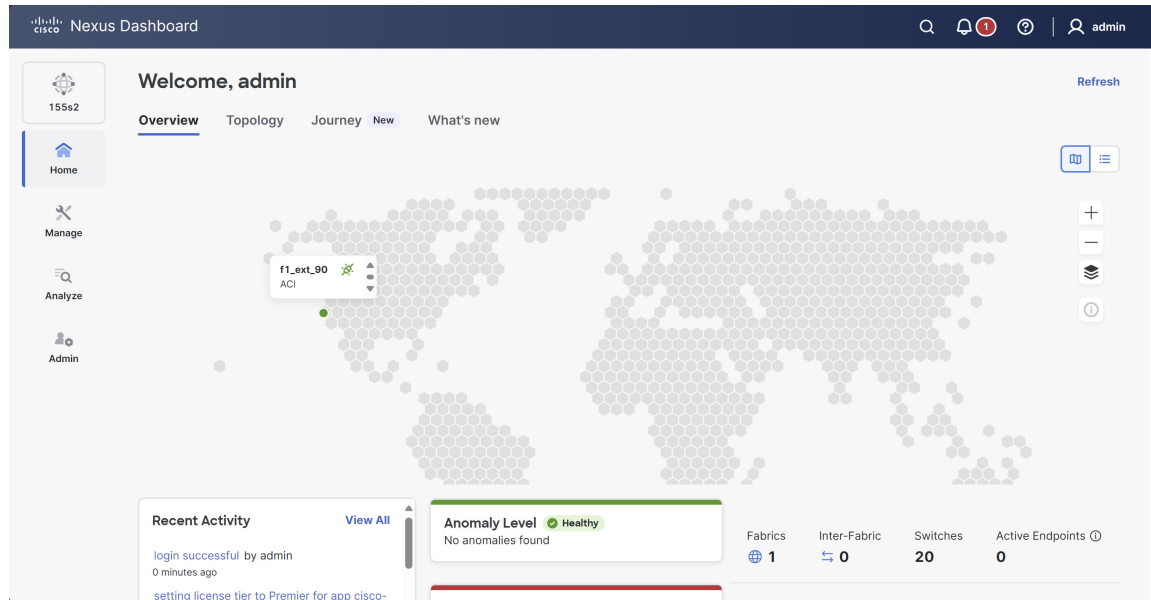 cisco Nexus Dashboard
1
admin
155s2
Home
Manage
Analyze
Admin
Welcome, admin
Refresh
Overview
Topology
Journey New
What's new
f1_ext_90
ACI
Recent Activity
View All
login successful by admin
0 minutes ago
setting license tier to Premier for app cisco-
Anomaly Level Healthy
No anomalies found
Fabrics
1
Inter-Fabric
0
Switches
20
Active Endpoints
0